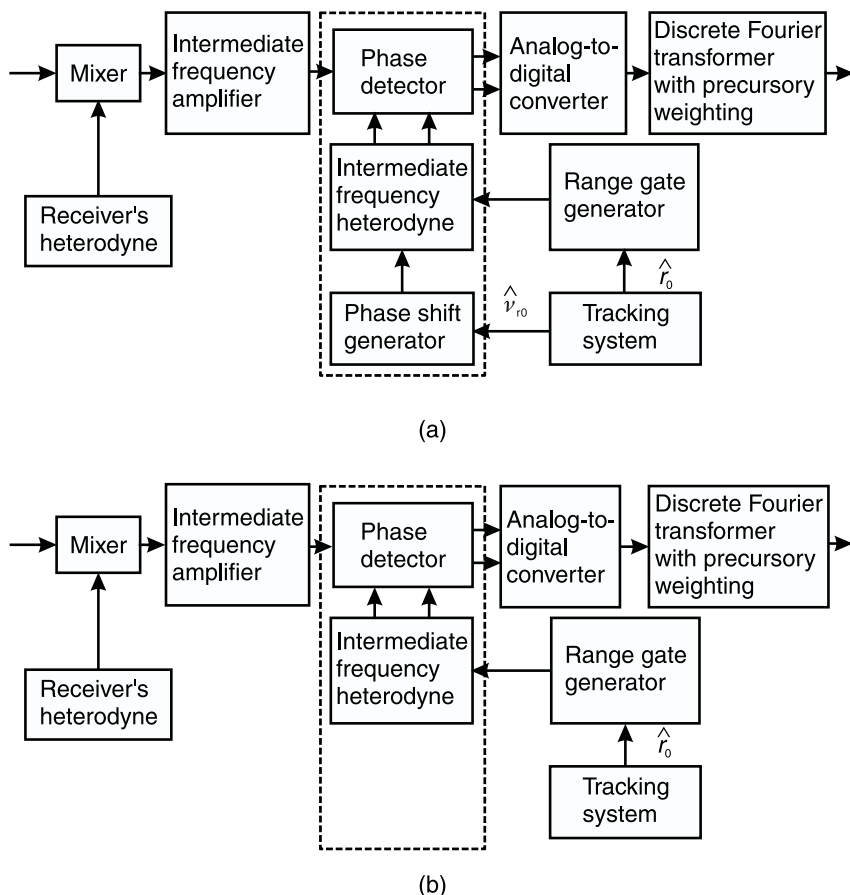 Mixer
Intermediate
frequency
amplifier
Phase
detector
Analog-to-
digital
converter
Discrete Fourier
transformer
with precursory
weighting
Receiver's
heterodyne
Intermediate
frequency
heterodyne
Range gate
generator
r̂₀
Phase shift
generator
ν̂ᵣ₀
Tracking
system
(a)
Mixer
Intermediate
frequency
amplifier
Phase
detector
Analog-to-
digital
converter
Discrete Fourier
transformer
with precursory
weighting
Receiver's
heterodyne
Intermediate
frequency
heterodyne
Range gate
generator
r̂₀
Tracking
system
(b)